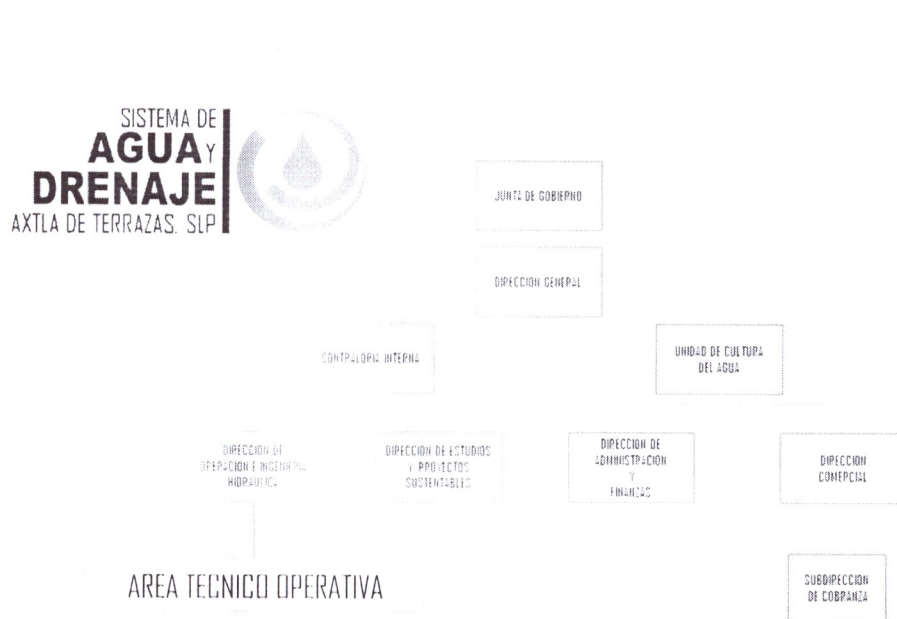 SISTEMA DE
AGUA Y
DRENAJE
AXTLA DE TERRAZAS. SLP
JUNTA DE GOBIERNO
DIRECCION GENERAL
CONTRALORIA INTERNA
UNIDAD DE CULTURA
DEL AGUA
DIRECCION DE
OPERACIÓN E INGENIERIA
HIDRAULICA
DIRECCION DE ESTUDIOS
Y PROYECTOS
SUSTENTABLES
DIRECCION DE
ADMINISTRACION
Y
FINANZAS
DIRECCION
COMERCIAL
AREA TECNICO OPERATIVA
SUBDIRECCION
DE COBRANZA